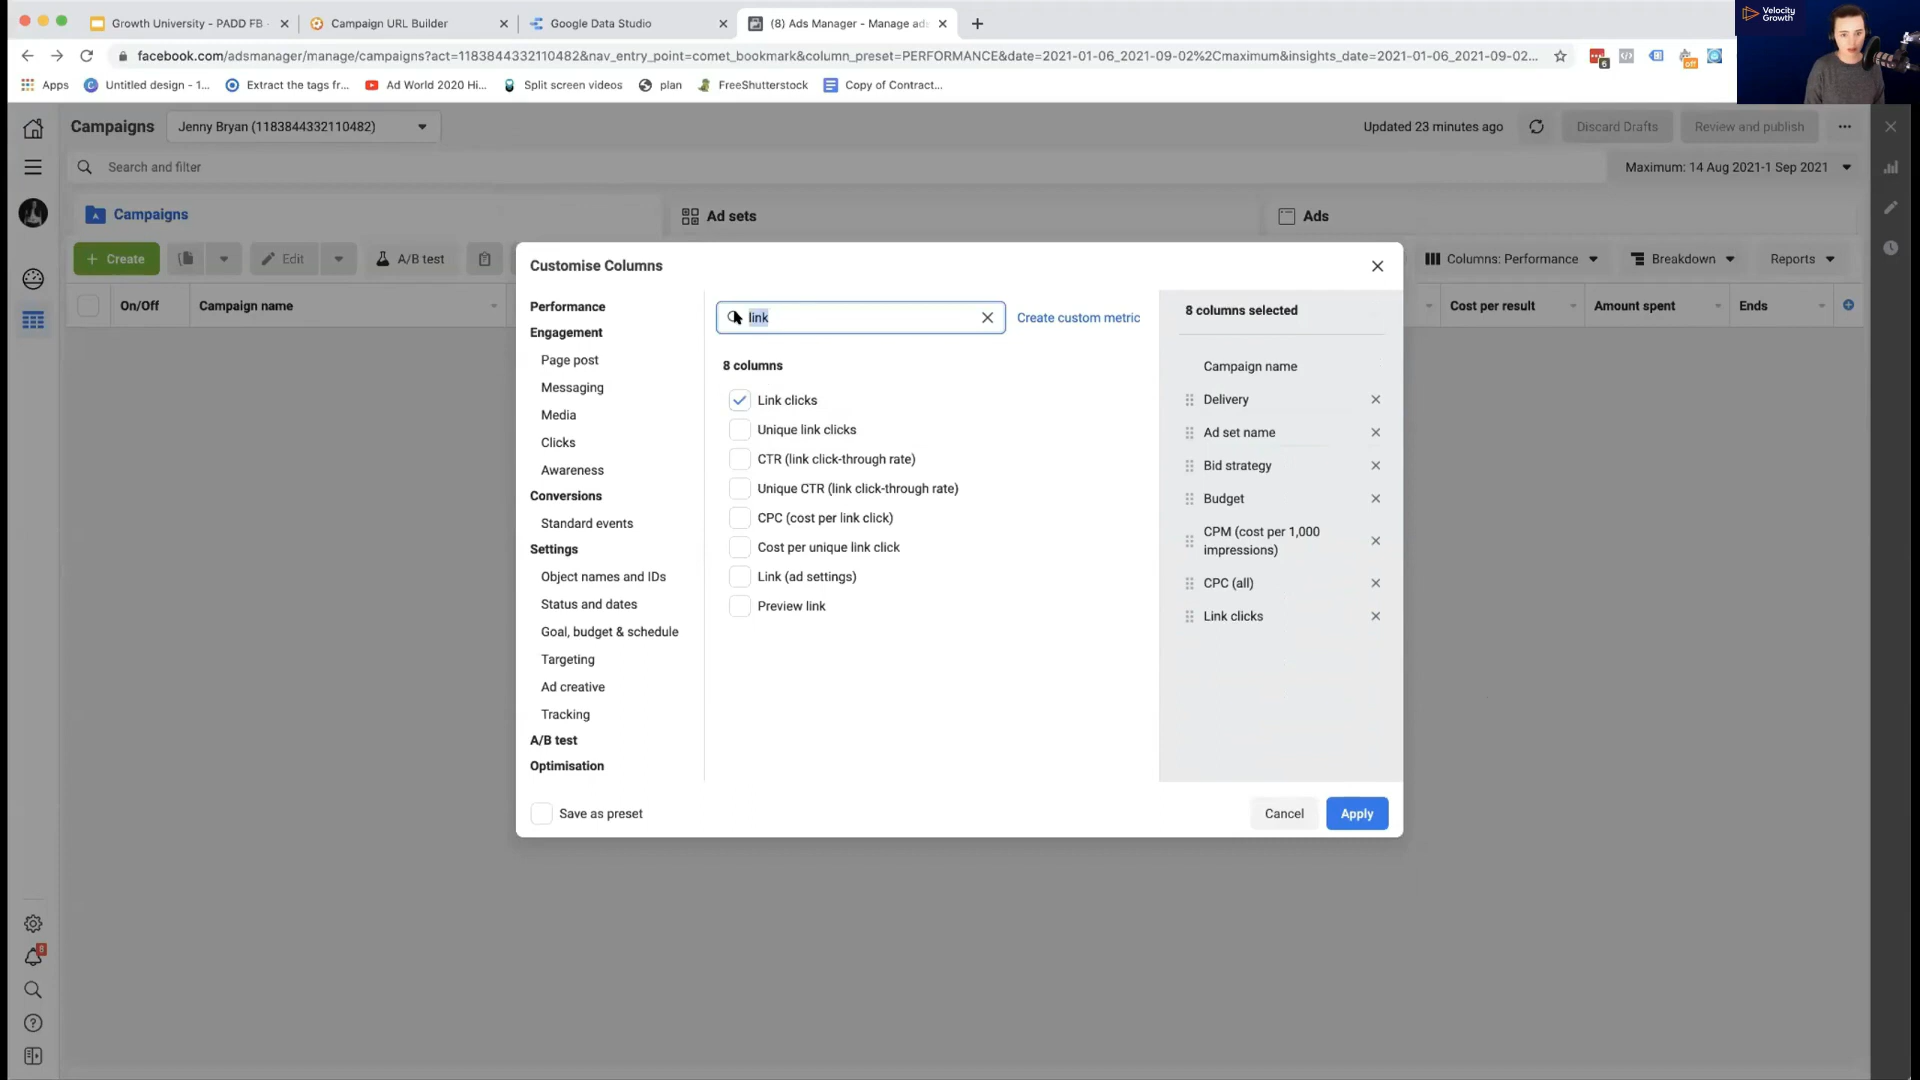 Growth University - PADD FB -
Campaign URL Builder
Google Data Studio
(8) Ads Manager - Manage ads
Velocity
Growth
facebook.com/adsmanager/manage/campaigns?act=1183844332110482&nav_entry_point=comet_bookmark&column_preset=PERFORMANCE&date=2021-01-06_2021-09-02%2Cmaximum&insights_date=2021-01-06_2021-09-02...
6
off
Apps
Untitled design - 1...
Extract the tags fr...
Ad World 2020 Hi...
Split screen videos
plan
FreeShutterstock
Copy of Contract...
Campaigns
Jenny Bryan (1183844332110482)
Updated 23 minutes ago
Discard Drafts
Review and publish
Search and filter
Maximum: 14 Aug 2021-1 Sep 2021
Campaigns
Ad sets
Ads
+ Create
Edit
A/B test
Columns: Performance
Breakdown
Reports
On/Off
Campaign name
Cost per result
Amount spent
Ends
Customise Columns
Performance
Engagement
Page post
Messaging
Media
Clicks
Awareness
Conversions
Standard events
Settings
Object names and IDs
Status and dates
Goal, budget & schedule
Targeting
Ad creative
Tracking
A/B test
Optimisation
link
Create custom metric
8 columns
Link clicks
Unique link clicks
CTR (link click-through rate)
Unique CTR (link click-through rate)
CPC (cost per link click)
Cost per unique link click
Link (ad settings)
Preview link
8 columns selected
Campaign name
Delivery
Ad set name
Bid strategy
Budget
CPM (cost per 1,000
impressions)
CPC (all)
Link clicks
Save as preset
Cancel
Apply
8